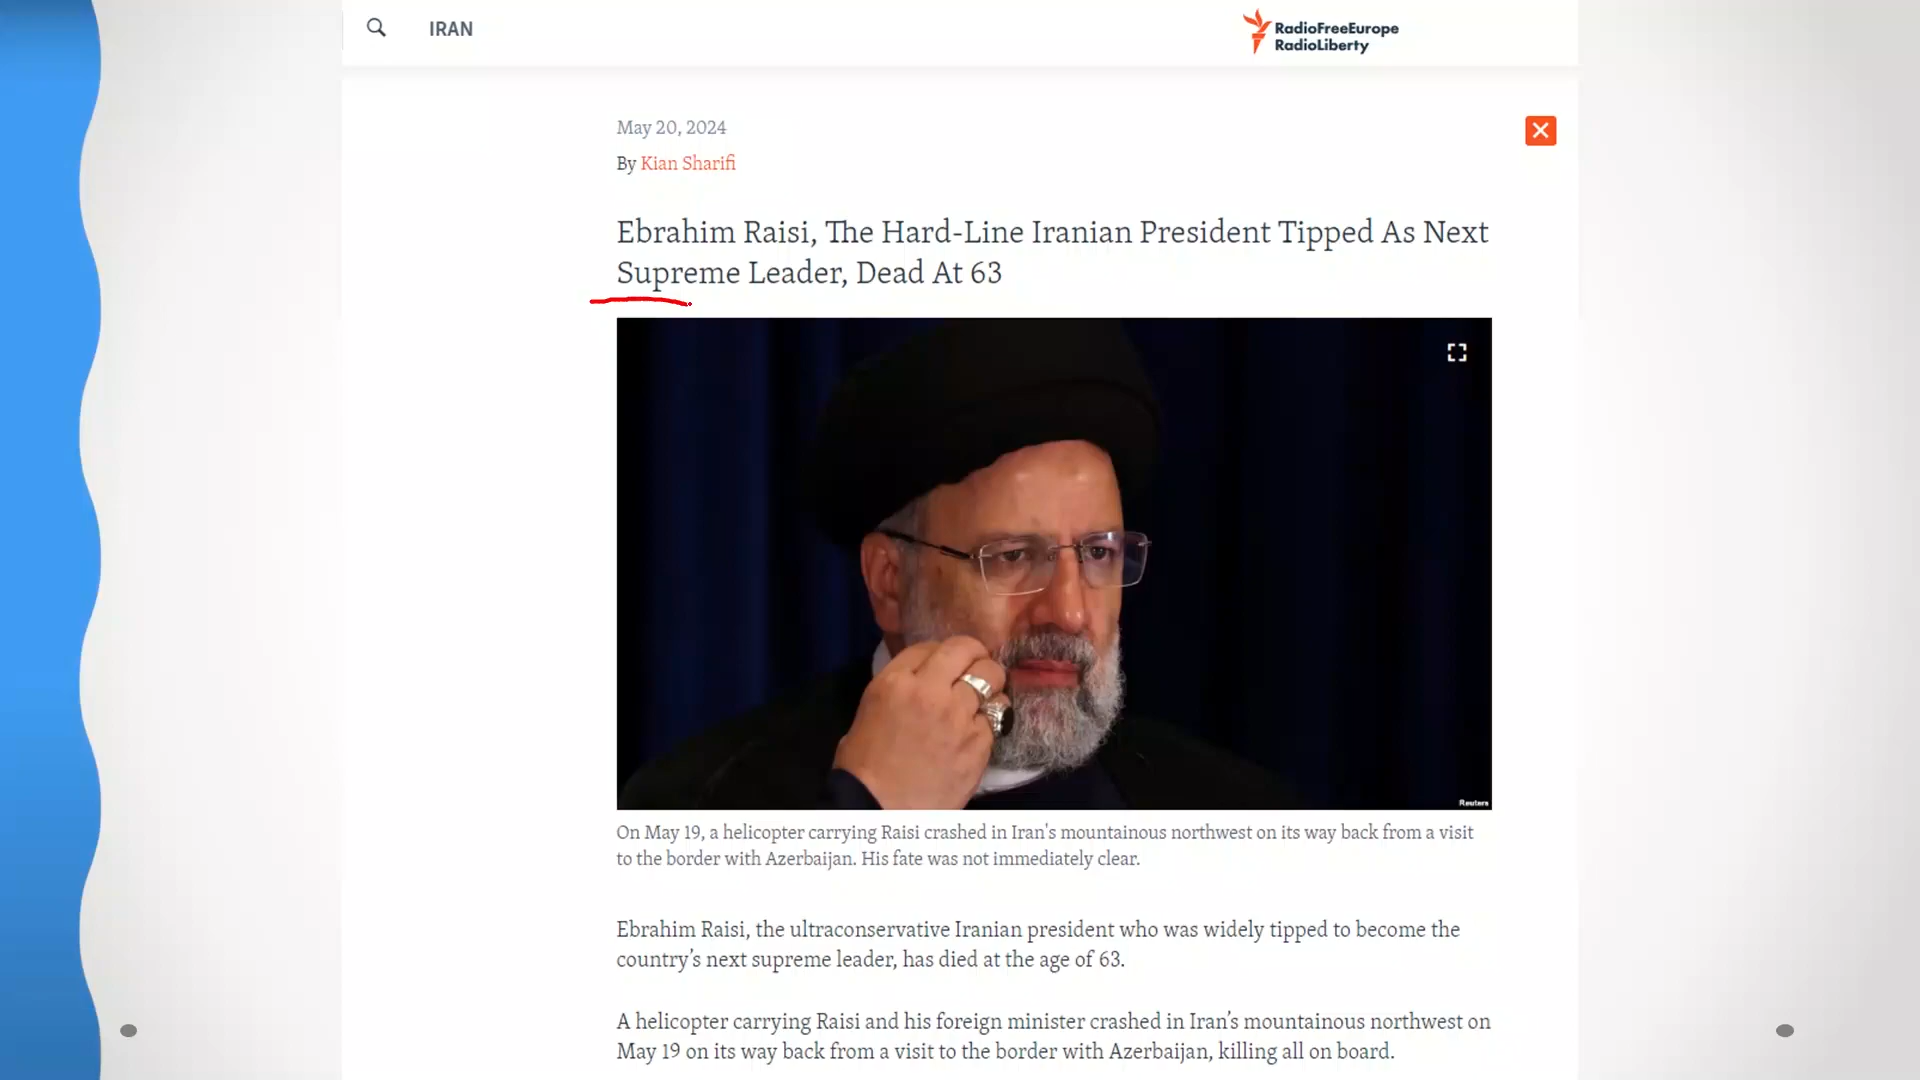 IRAN
RadioFreeEurope
RadioLiberty
May 20, 2024
By Kian Sharifi
Ebrahim Raisi, The Hard-Line Iranian President Tipped As Next
Supreme Leader, Dead At 63
Reuters
On May 19, a helicopter carrying Raisi crashed in Iran's mountainous northwest on its way back from a visit
to the border with Azerbaijan. His fate was not immediately clear.
Ebrahim Raisi, the ultraconservative Iranian president who was widely tipped to become the
country’s next supreme leader, has died at the age of 63.
A helicopter carrying Raisi and his foreign minister crashed in Iran’s mountainous northwest on
May 19 on its way back from a visit to the border with Azerbaijan, killing all on board.